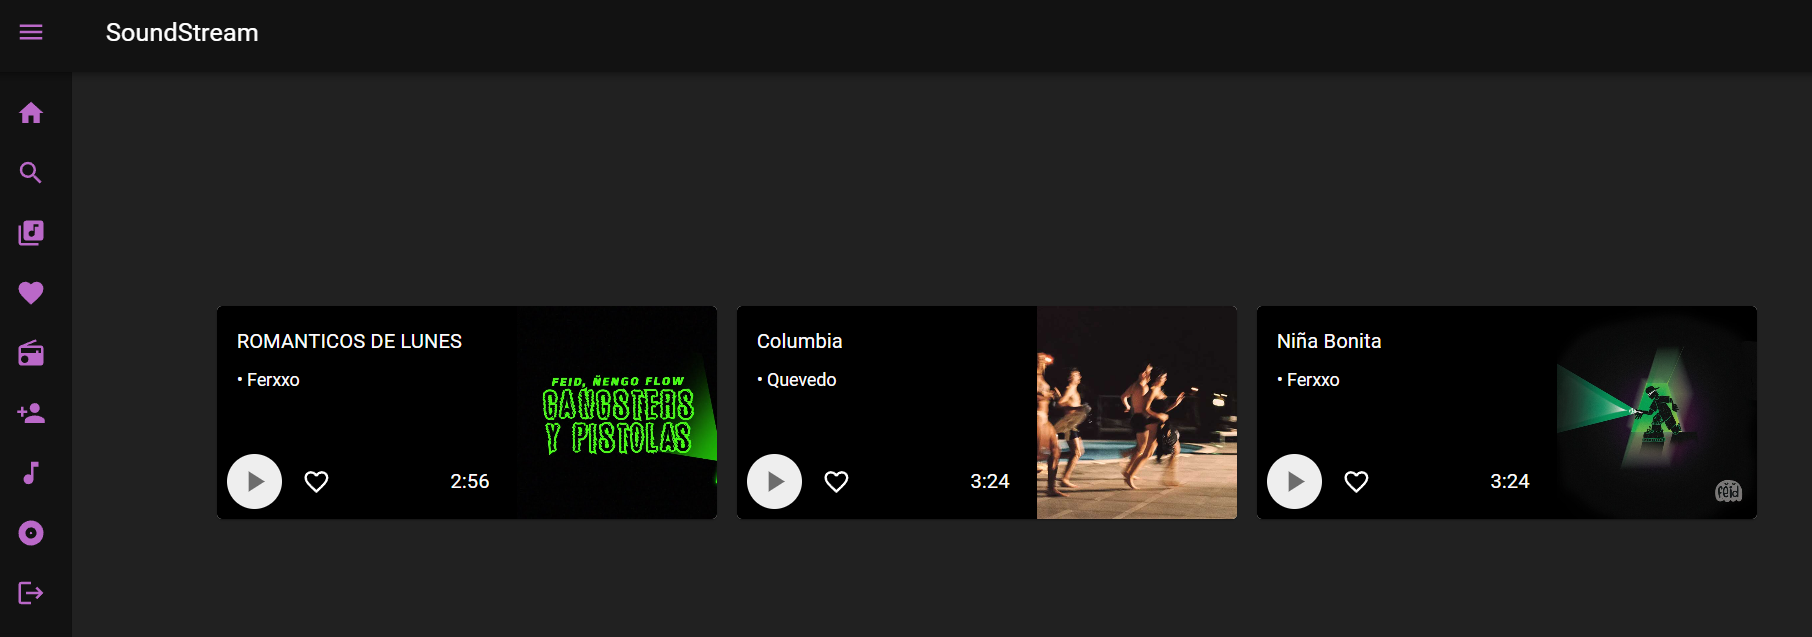 SoundStream
ROMANTICOS DE LUNES
• Ferxxo
2:56
FEID, ÑENGO FLOW
GANGSTERS
Y PISTOLAS
Columbia
• Quevedo
3:24
Niña Bonita
• Ferxxo
3:24
feid